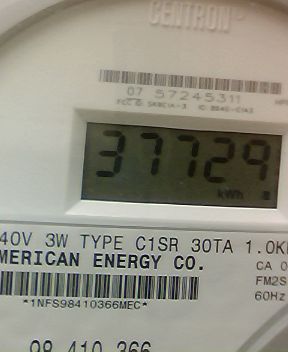 CENTRON
07 57245311
37729
kWh
40V 3W TYPE C1SR 30TA 1.0K
MERICAN ENERGY CO.
CA 0
FM2S
60Hz
*1NFS98410366MEC*
98 410 366